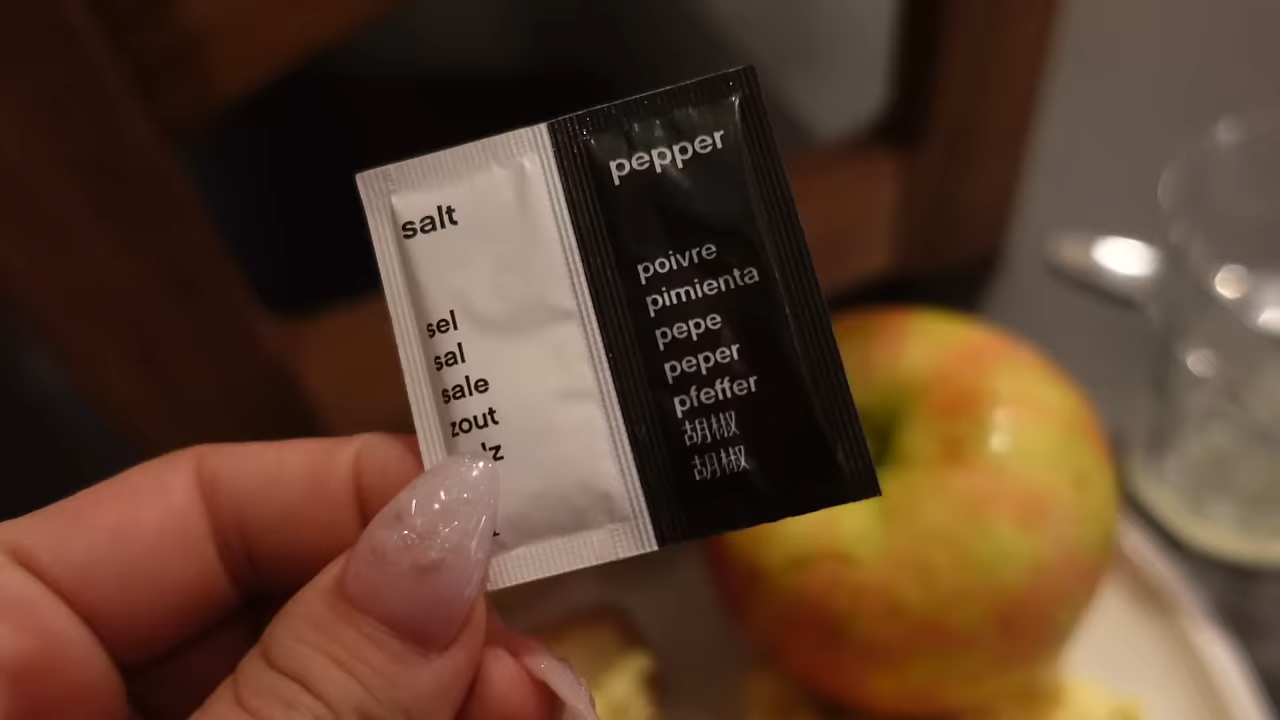 salt
sel
sal
sale
zout
pepper
poivre
pimienta
pepe
peper
pfeffer
胡椒
胡椒